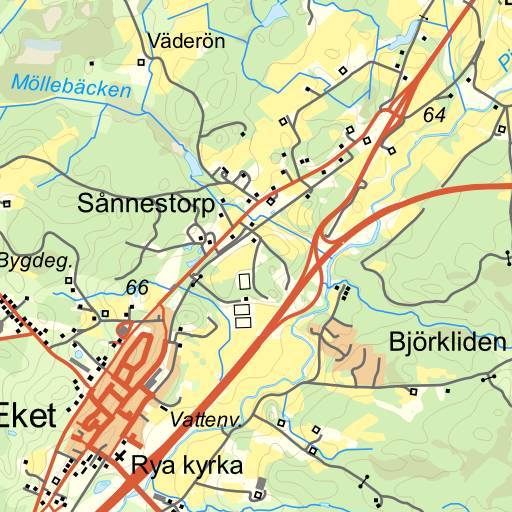 Väderön
Möllebäcken
64
Sånnestorp
Bygdeg.
66
Björkliden
Eket
Vattenv.
Rya kyrka